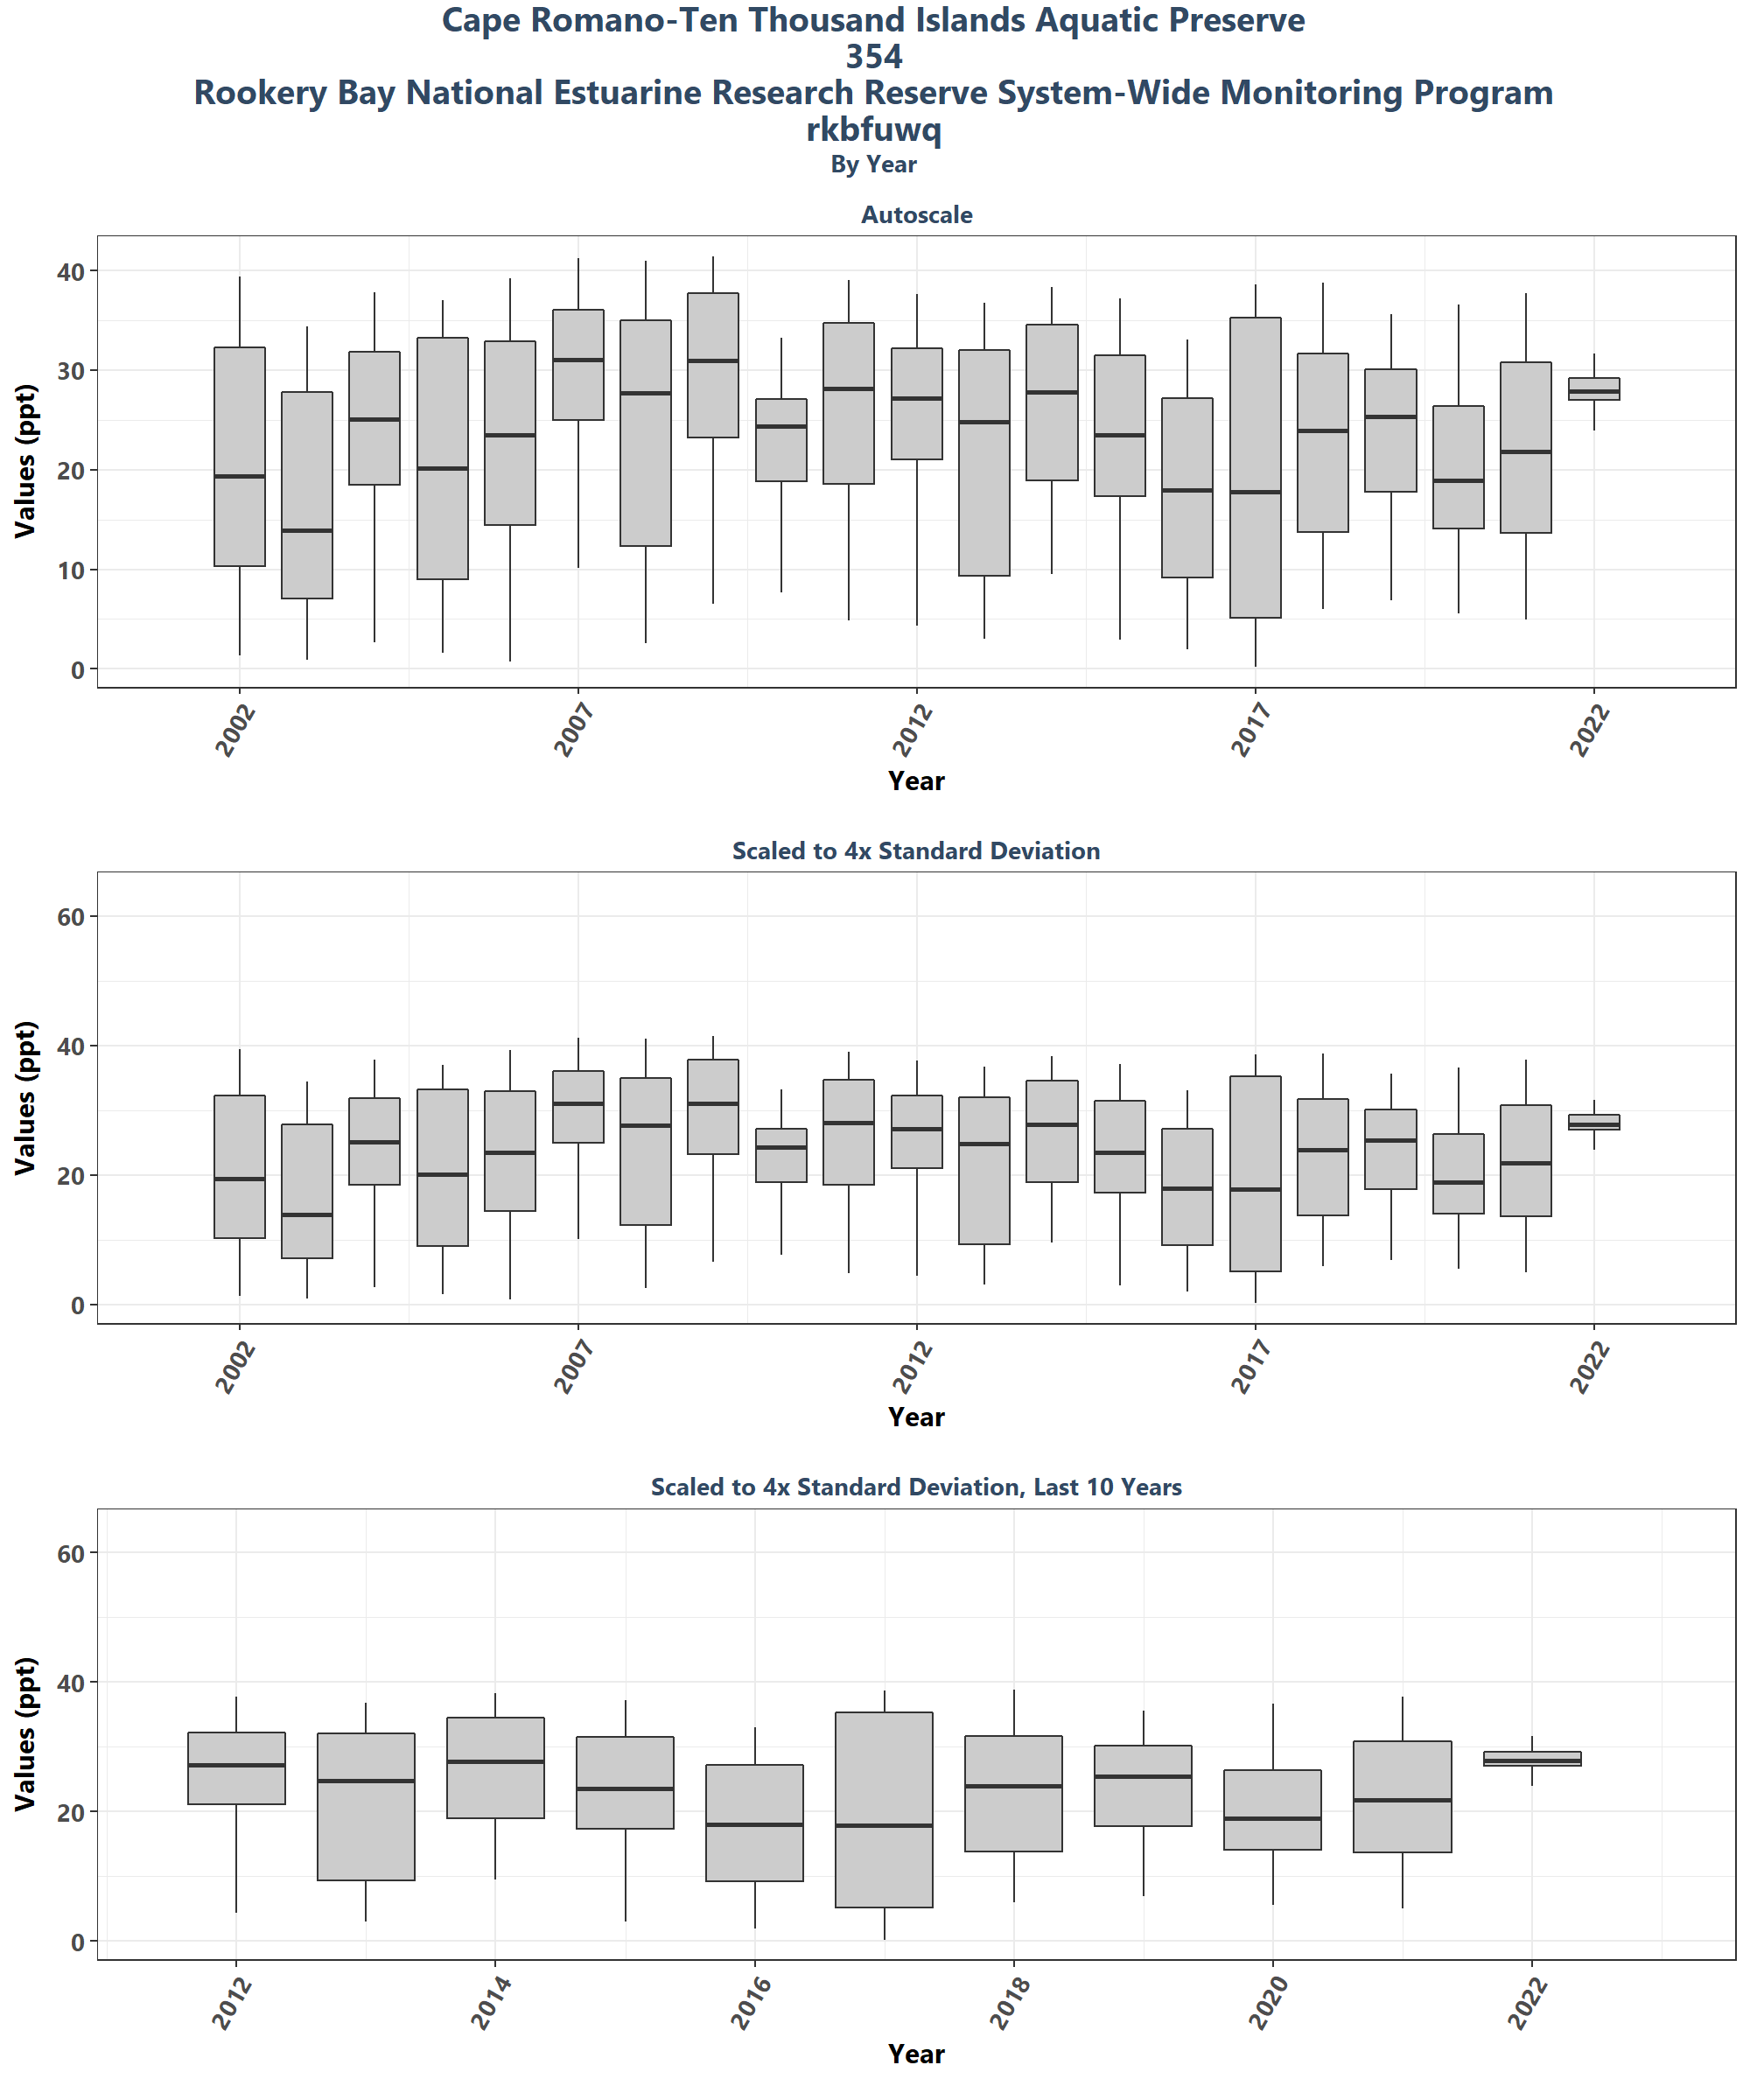 Cape Romano-Ten Thousand Islands Aquatic Preserve
354
Rookery Bay National Estuarine Research Reserve System-Wide Monitoring Program
rkbfuwq
By Year
Autoscale
Values (ppt)
40
30
20
10
0
2002
2007
2012
2017
2022
Year
Scaled to 4x Standard Deviation
Values (ppt)
60
40
20
0
2002
2007
2012
2017
2022
Year
Scaled to 4x Standard Deviation, Last 10 Years
Values (ppt)
60
40
20
0
2012
2014
2016
2018
2020
2022
Year